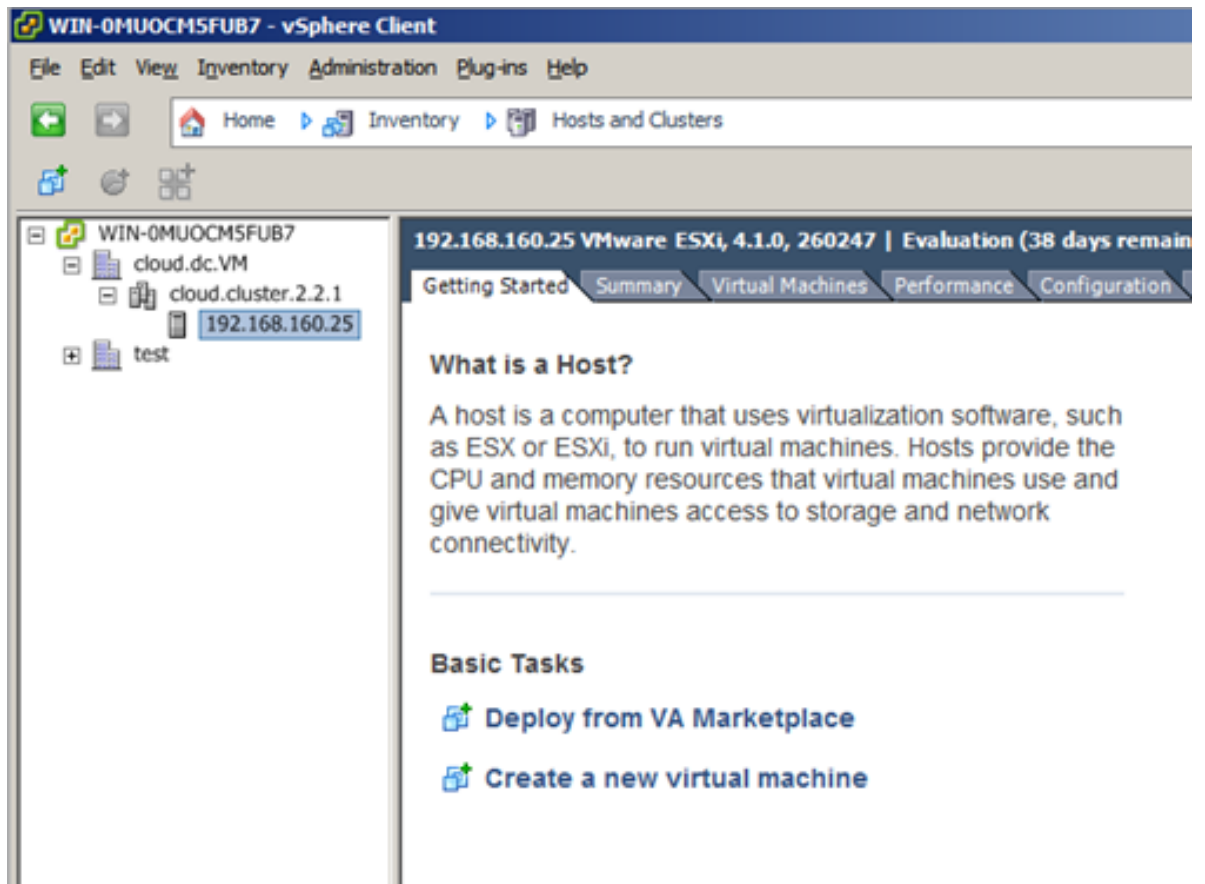 WIN-0MUOCM5FUB7 - vSphere Client
File Edit View Inventory Administration Plug-ins Help
Home Inventory Hosts and Clusters
WIN-0MUOCM5FUB7
cloud.dc.VM
cloud.cluster.2.2.1
192.168.160.25
test
192.168.160.25 VMware ESXi, 4.1.0, 260247 | Evaluation (38 days remain
Getting Started Summary Virtual Machines Performance Configuration
What is a Host?
A host is a computer that uses virtualization software, such
as ESX or ESXi, to run virtual machines. Hosts provide the
CPU and memory resources that virtual machines use and
give virtual machines access to storage and network
connectivity.
Basic Tasks
Deploy from VA Marketplace
Create a new virtual machine